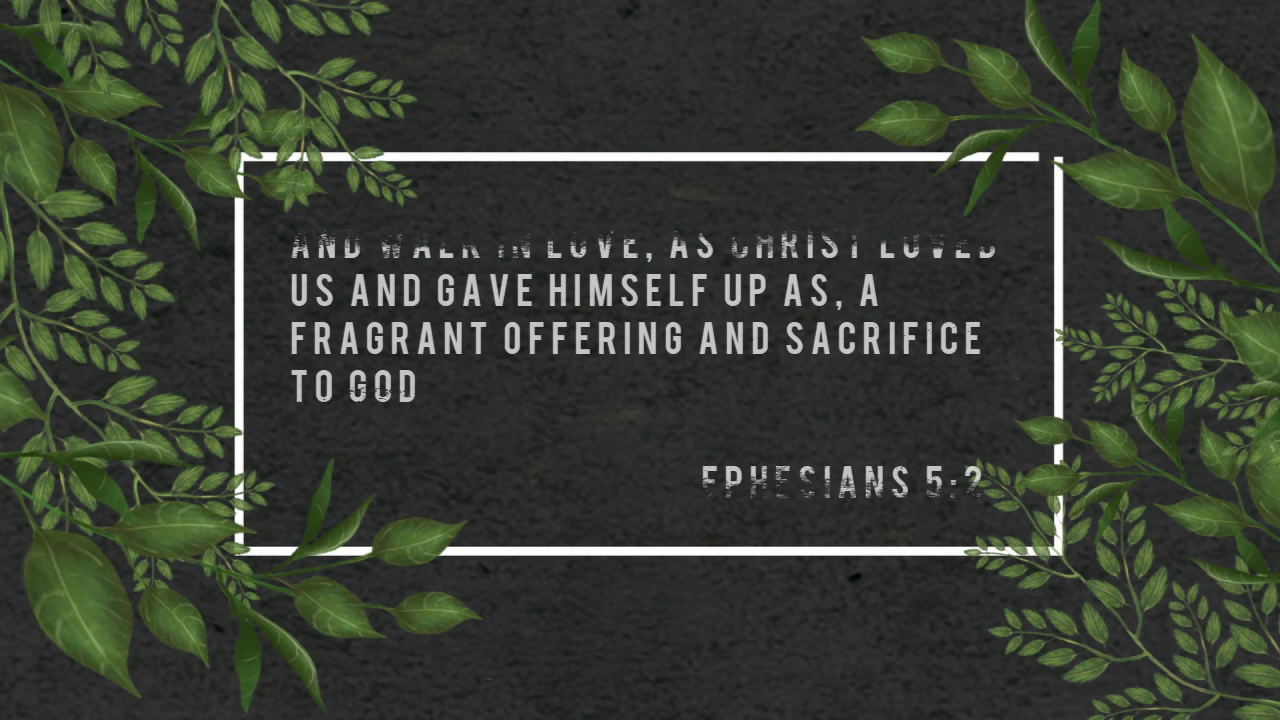 AND WALK IN LOVE, AS CHRIST LOVED
US AND GAVE HIMSELF UP AS, A
FRAGRANT OFFERING AND SACRIFICE
TO GOD
EPHESIANS 5:2